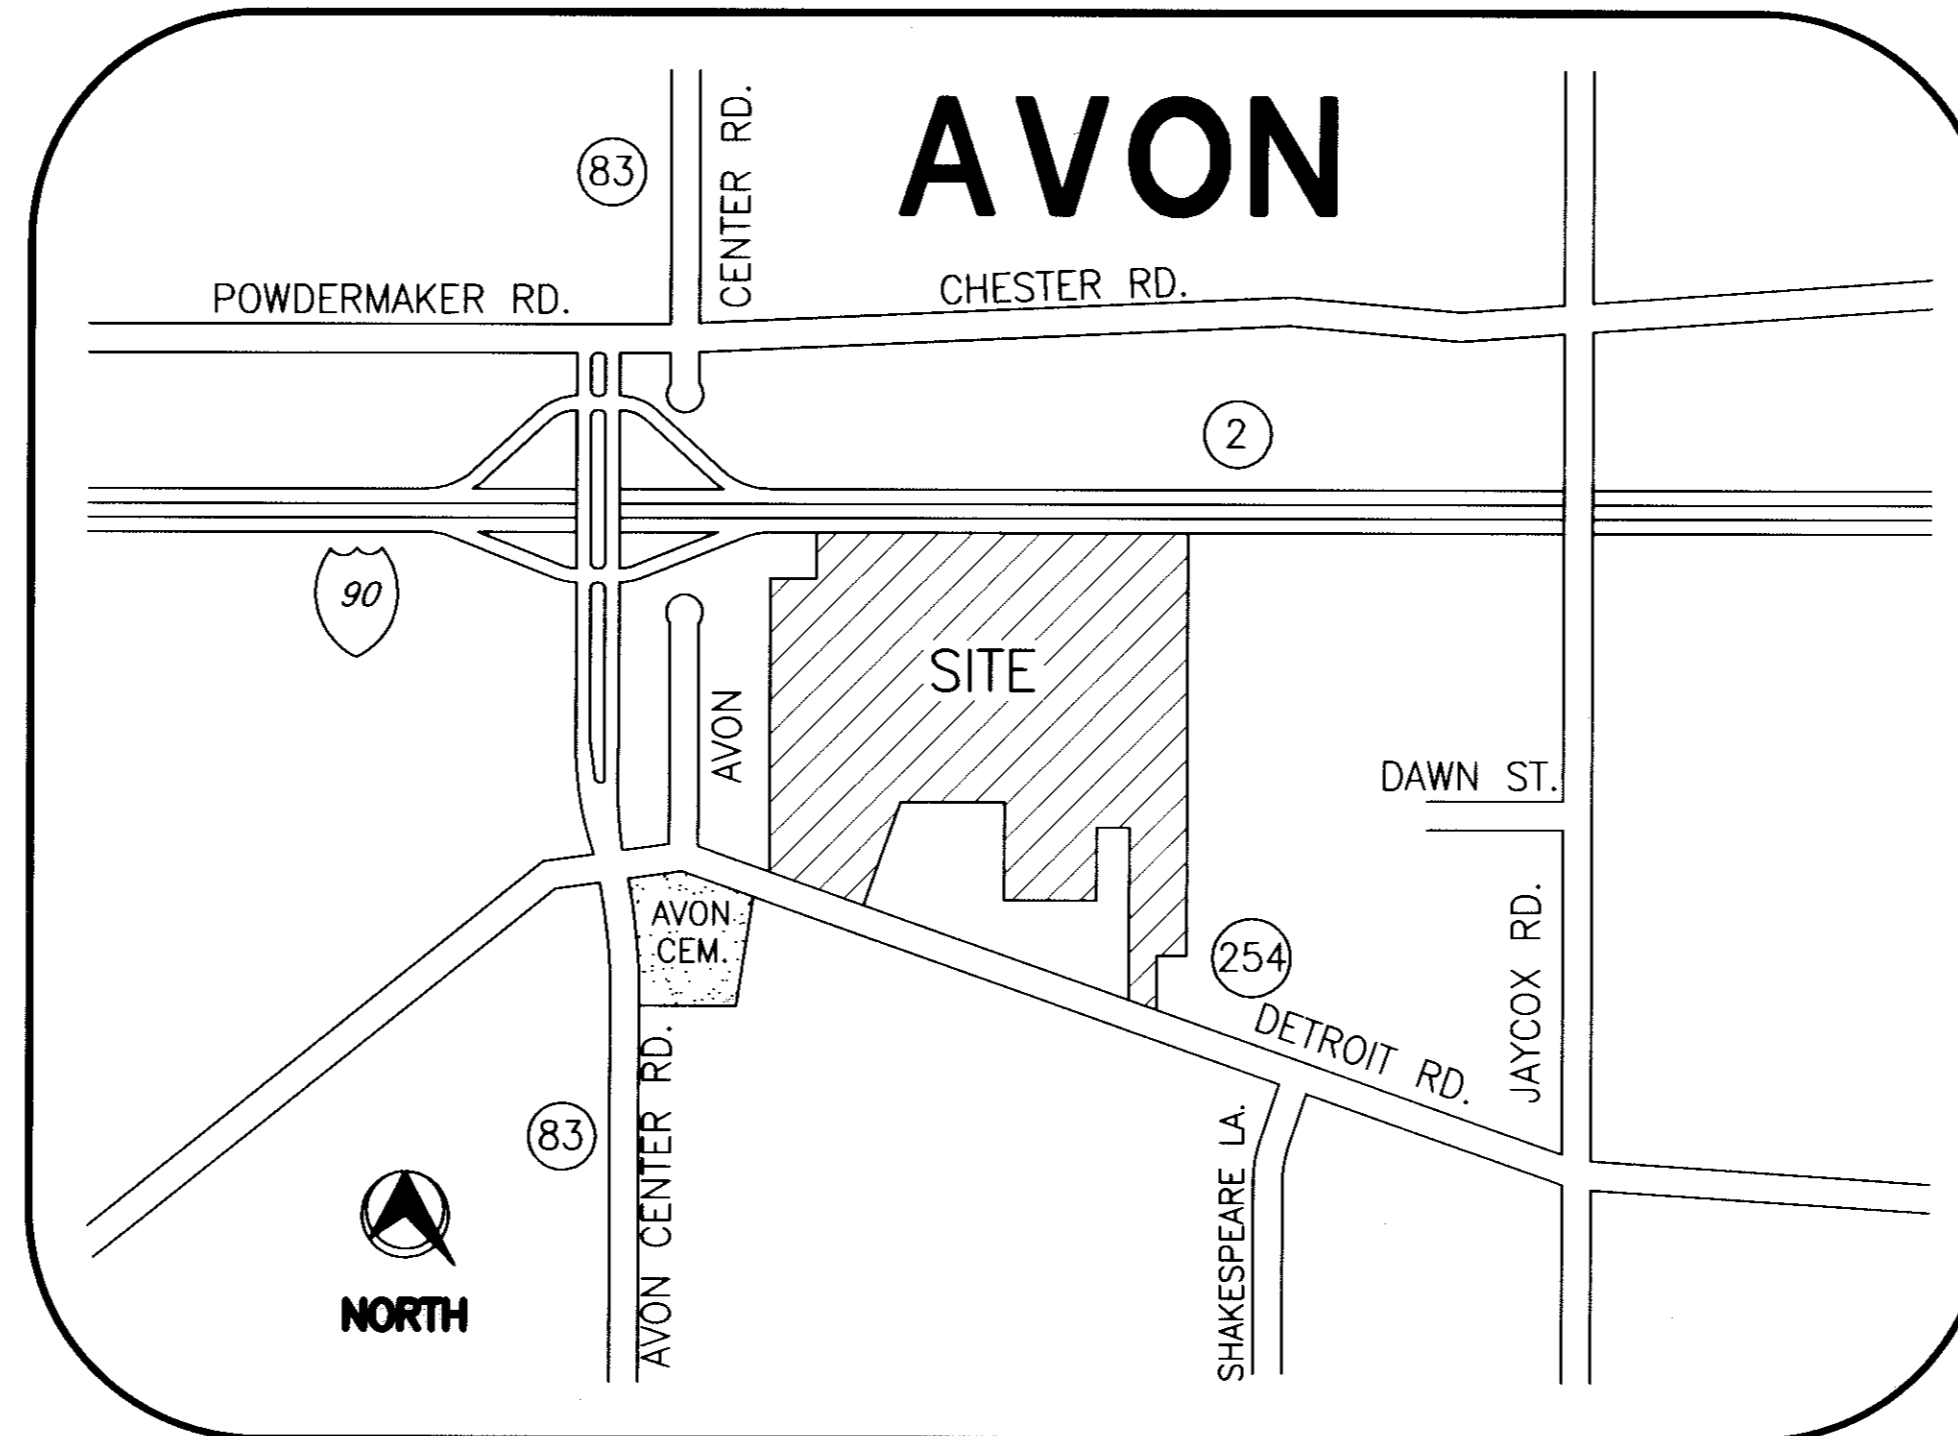 AVON
83
CENTER RD.
POWDERMAKER RD.
CHESTER RD.
2
90
SITE
AVON
DAWN ST.
AVON
CEM.
254
DETROIT RD.
JAYCOX RD.
83
AVON CENTER RD.
SHAKESPEARE LA.
NORTH